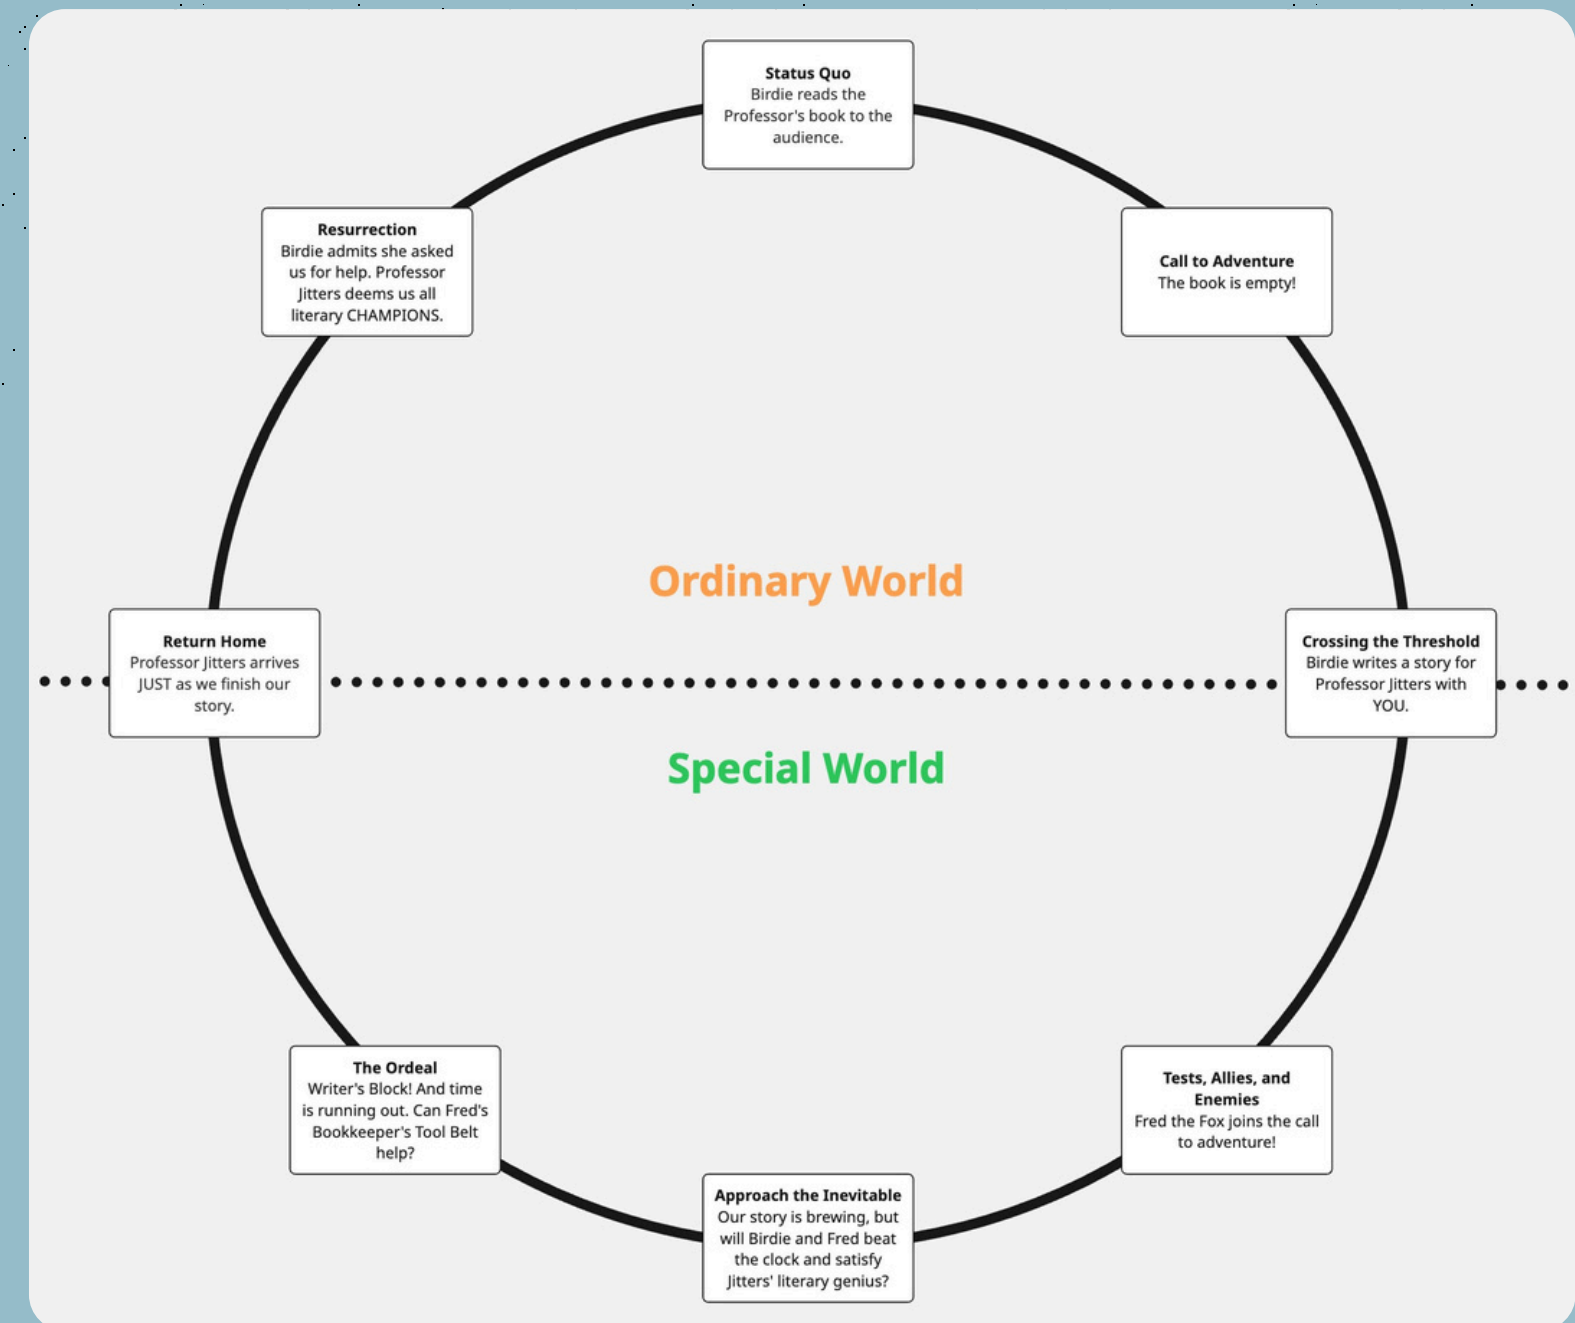 Status Quo
Birdie reads the
Professor's book to the
audience.
Call to Adventure
The book is empty!
Crossing the Threshold
Birdie writes a story for
Professor Jitters with
YOU.
Tests, Allies, and
Enemies
Fred the Fox joins the call
to adventure!
Approach the Inevitable
Our story is brewing, but
will Birdie and Fred beat
the clock and satisfy
Jitters' literary genius?
The Ordeal
Writer's Block! And time
is running out. Can Fred's
Bookkeeper's Tool Belt
help?
Return Home
Professor Jitters arrives
JUST as we finish our
story.
Resurrection
Birdie admits she asked
us for help. Professor
Jitters deems us all
literary CHAMPIONS.
Ordinary World
Special World